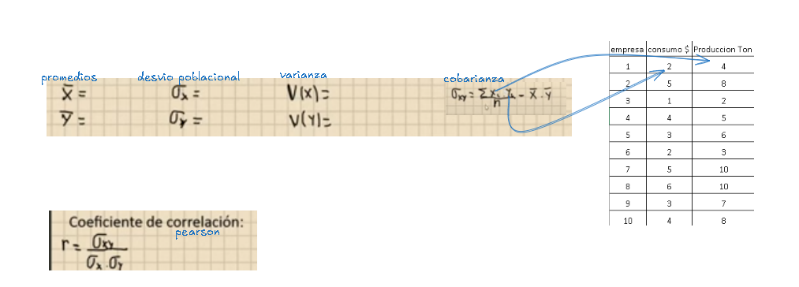 promedios desvio poblacional varianza cobarianza
X̄ = σx = V(x)= σxy = Σxi yi - X̄ . Ȳ
n
Ȳ = σy = V(Y)=
empresa consumo $ Produccion Ton
1 2 4
2 5 8
3 1 2
4 4 5
5 3 6
6 2 3
7 5 10
8 6 10
9 3 7
10 4 8
Coeficiente de correlación:
pearson
r = σxy
σx . σy